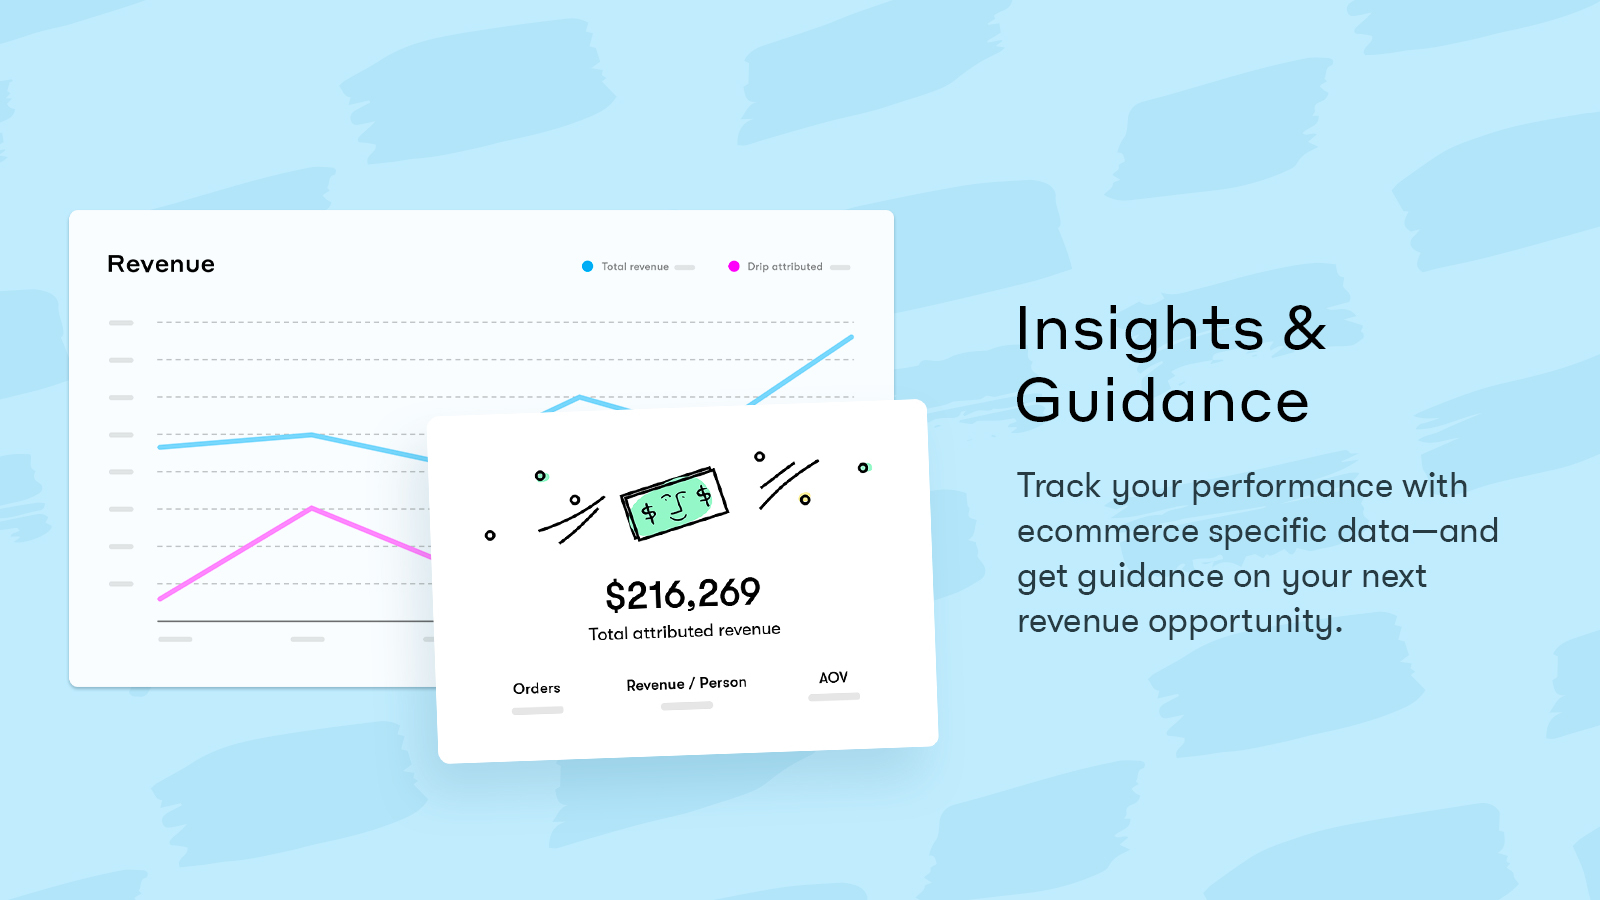 Revenue
Total revenue
Drip attributed
$ $
$216,269
Total attributed revenue
Orders
Revenue / Person
AOV
Insights &
Guidance
Track your performance with
ecommerce specific data—and
get guidance on your next
revenue opportunity.